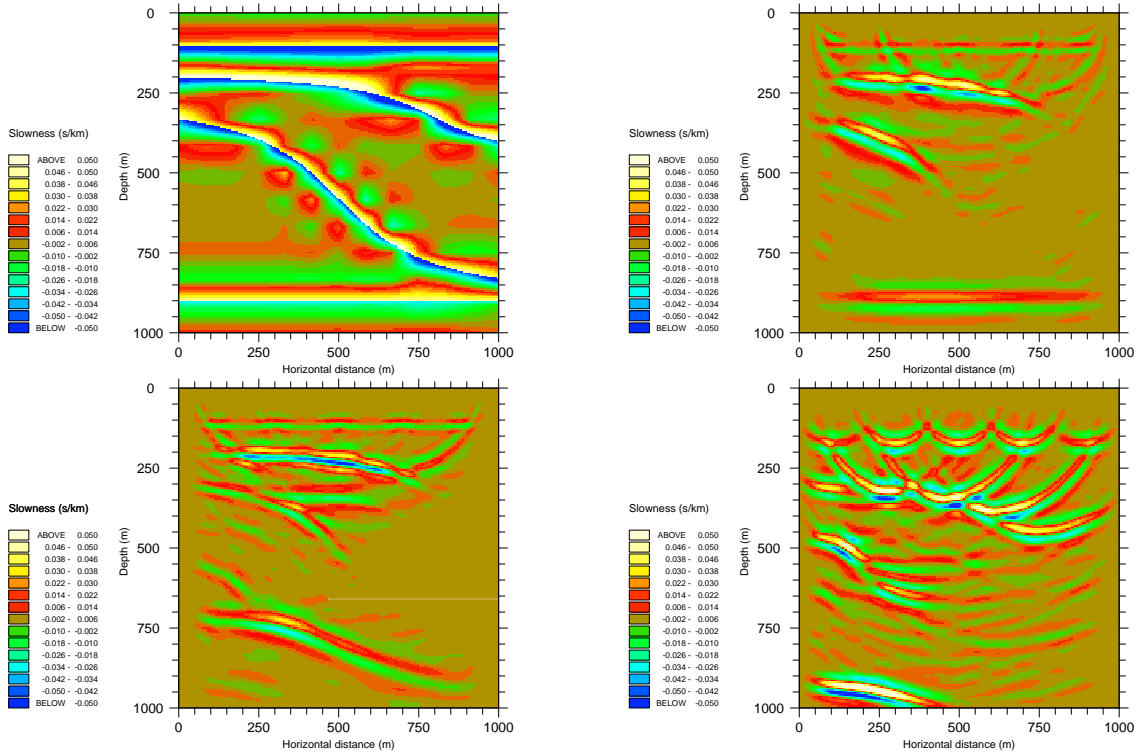 Slowness (s/km)
ABOVE 0.050
0.046 - 0.050
0.038 - 0.046
0.030 - 0.038
0.022 - 0.030
0.014 - 0.022
0.006 - 0.014
-0.002 - 0.006
-0.010 - -0.002
-0.018 - -0.010
-0.026 - -0.018
-0.034 - -0.026
-0.042 - -0.034
-0.050 - -0.042
BELOW -0.050
Depth (m)
0
250
500
750
1000
0 250 500 750 1000
Horizontal distance (m)
Slowness (s/km)
ABOVE 0.050
0.046 - 0.050
0.038 - 0.046
0.030 - 0.038
0.022 - 0.030
0.014 - 0.022
0.006 - 0.014
-0.002 - 0.006
-0.010 - -0.002
-0.018 - -0.010
-0.026 - -0.018
-0.034 - -0.026
-0.042 - -0.034
-0.050 - -0.042
BELOW -0.050
Depth (m)
0
250
500
750
1000
0 250 500 750 1000
Horizontal distance (m)
Slowness (s/km)
ABOVE 0.050
0.046 - 0.050
0.038 - 0.046
0.030 - 0.038
0.022 - 0.030
0.014 - 0.022
0.006 - 0.014
-0.002 - 0.006
-0.010 - -0.002
-0.018 - -0.010
-0.026 - -0.018
-0.034 - -0.026
-0.042 - -0.034
-0.050 - -0.042
BELOW -0.050
Depth (m)
0
250
500
750
1000
0 250 500 750 1000
Horizontal distance (m)
Slowness (s/km)
ABOVE 0.050
0.046 - 0.050
0.038 - 0.046
0.030 - 0.038
0.022 - 0.030
0.014 - 0.022
0.006 - 0.014
-0.002 - 0.006
-0.010 - -0.002
-0.018 - -0.010
-0.026 - -0.018
-0.034 - -0.026
-0.042 - -0.034
-0.050 - -0.042
BELOW -0.050
Depth (m)
0
250
500
750
1000
0 250 500 750 1000
Horizontal distance (m)